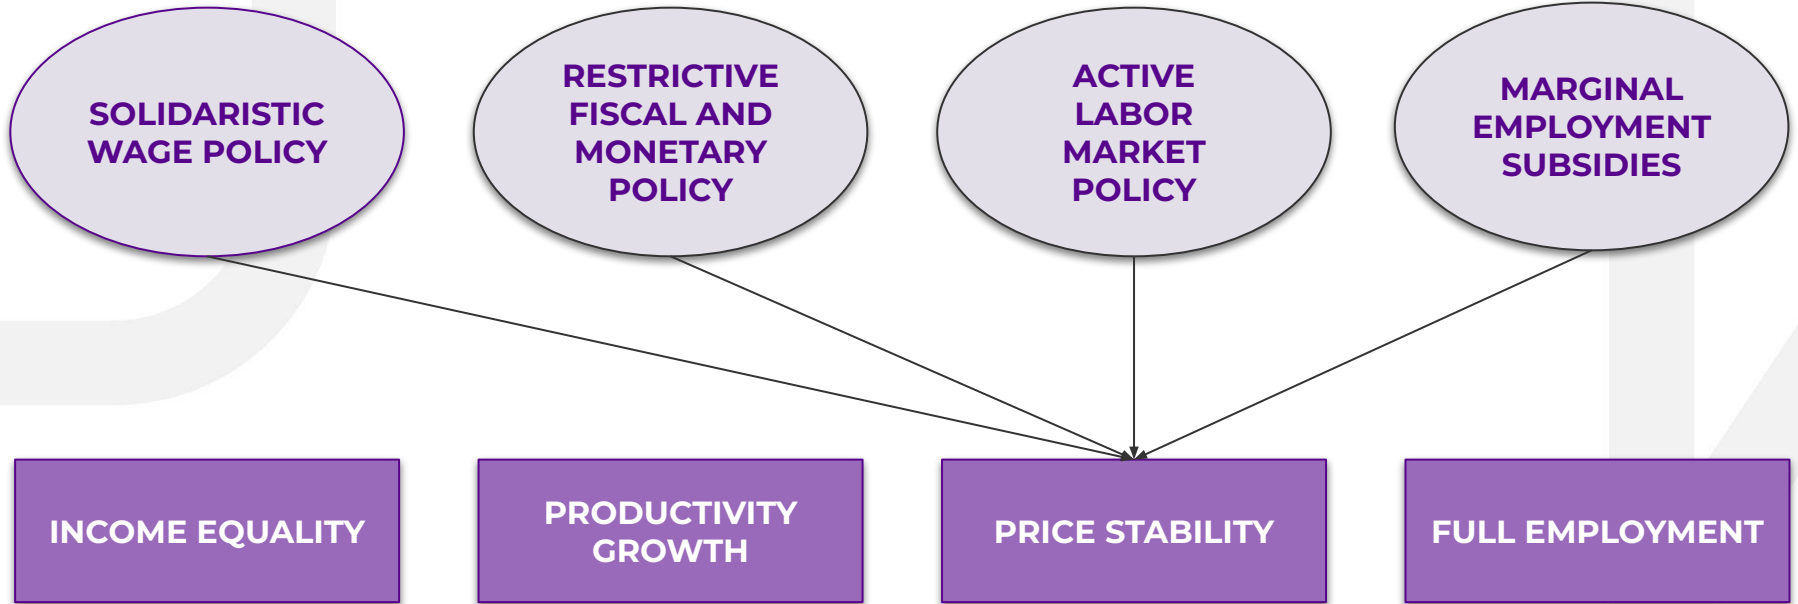 SOLIDARISTIC
WAGE POLICY
RESTRICTIVE
FISCAL AND
MONETARY
POLICY
ACTIVE
LABOR
MARKET
POLICY
MARGINAL
EMPLOYMENT
SUBSIDIES
INCOME EQUALITY
PRODUCTIVITY
GROWTH
PRICE STABILITY
FULL EMPLOYMENT